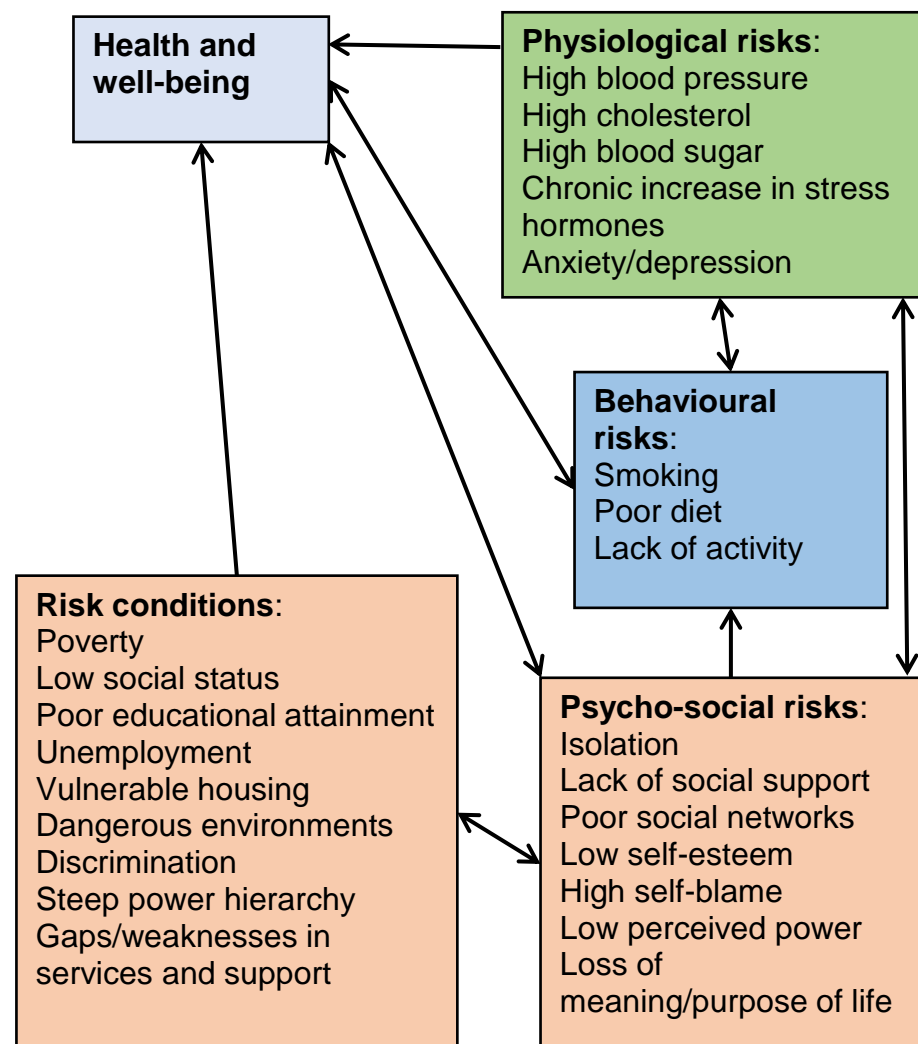 Health and
well-being
Physiological risks:
High blood pressure
High cholesterol
High blood sugar
Chronic increase in stress
hormones
Anxiety/depression
Behavioural
risks:
Smoking
Poor diet
Lack of activity
Risk conditions:
Poverty
Low social status
Poor educational attainment
Unemployment
Vulnerable housing
Dangerous environments
Discrimination
Steep power hierarchy
Gaps/weaknesses in
services and support
Psycho-social risks:
Isolation
Lack of social support
Poor social networks
Low self-esteem
High self-blame
Low perceived power
Loss of
meaning/purpose of life